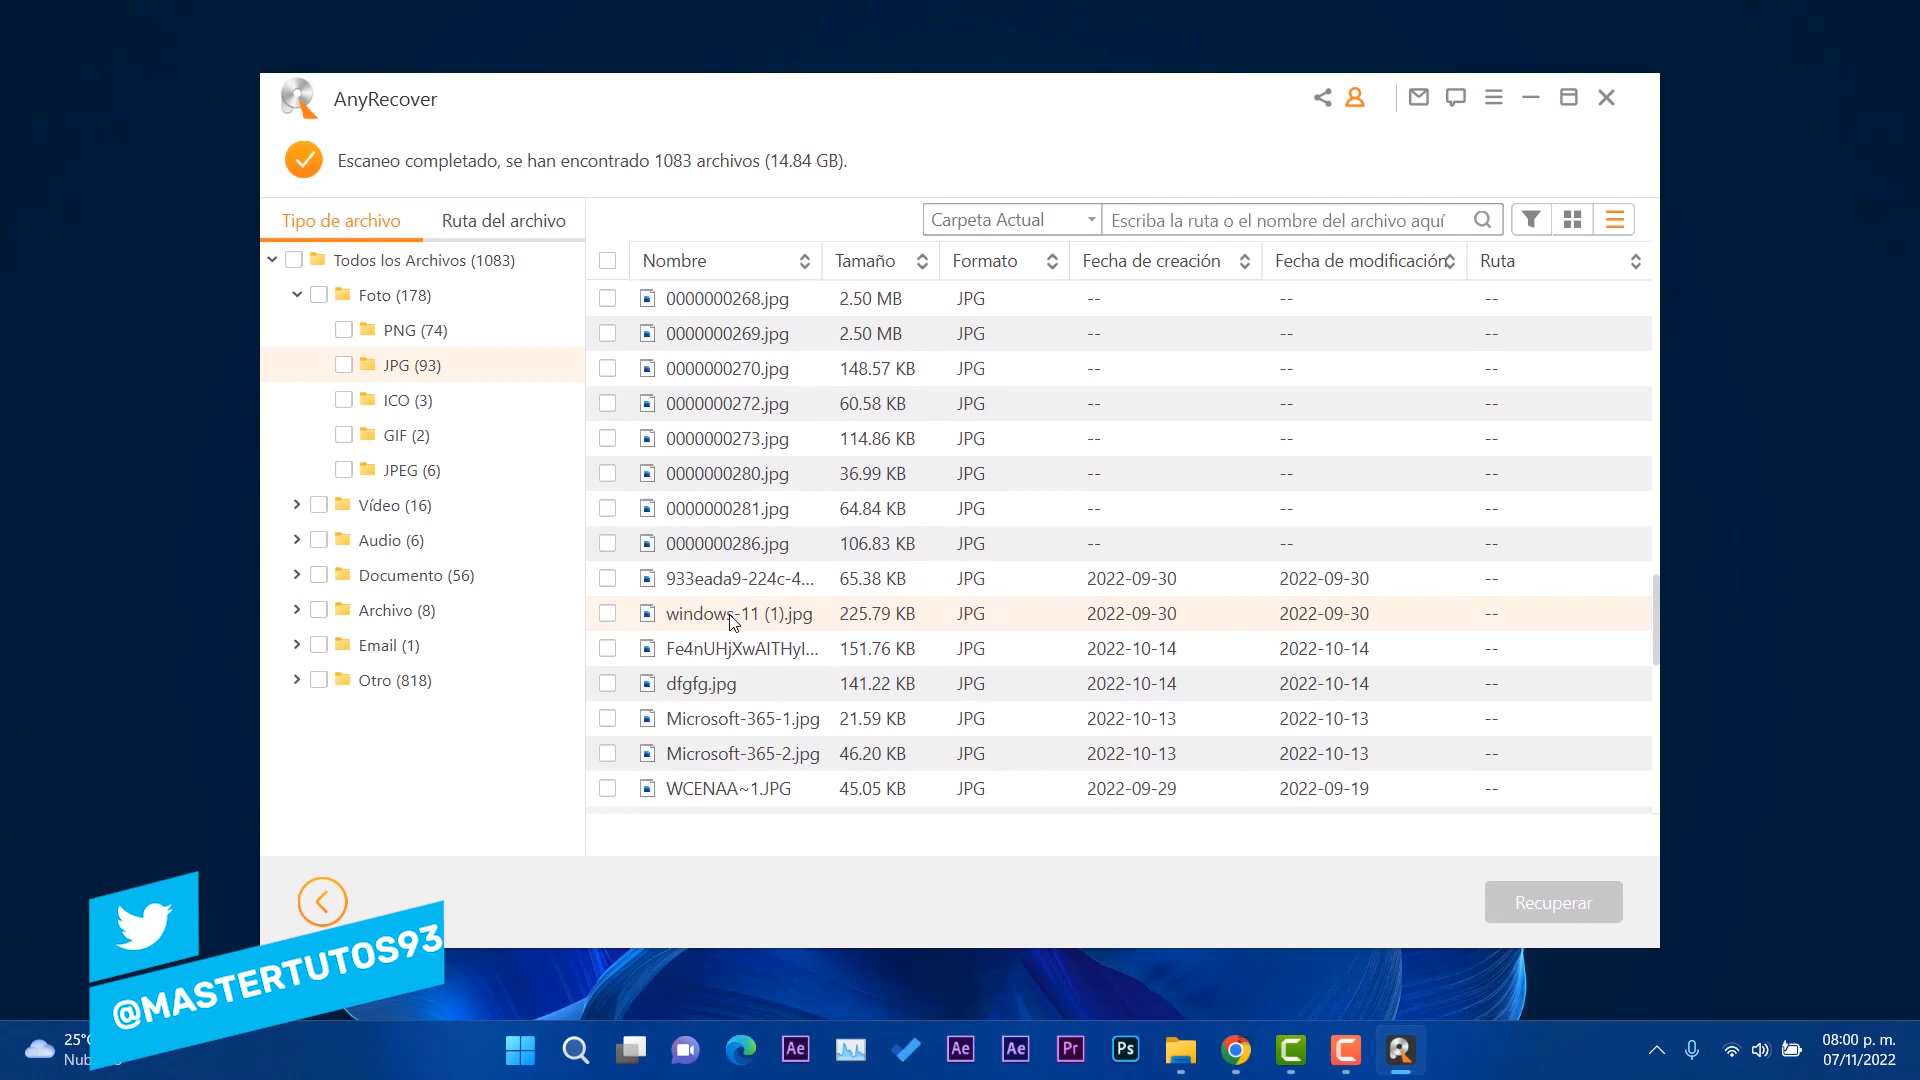 AnyRecover
Escaneo completado, se han encontrado 1083 archivos (14.84 GB).
Tipo de archivo
Ruta del archivo
Carpeta Actual
Escriba la ruta o el nombre del archivo aquí
Todos los Archivos (1083)
Foto (178)
PNG (74)
JPG (93)
ICO (3)
GIF (2)
JPEG (6)
Vídeo (16)
Audio (6)
Documento (56)
Archivo (8)
Email (1)
Otro (818)
Nombre Tamaño Formato Fecha de creación Fecha de modificación Ruta
0000000268.jpg 2.50 MB JPG -- -- --
0000000269.jpg 2.50 MB JPG -- -- --
0000000270.jpg 148.57 KB JPG -- -- --
0000000272.jpg 60.58 KB JPG -- -- --
0000000273.jpg 114.86 KB JPG -- -- --
0000000280.jpg 36.99 KB JPG -- -- --
0000000281.jpg 64.84 KB JPG -- -- --
0000000286.jpg 106.83 KB JPG -- -- --
933eada9-224c-4... 65.38 KB JPG 2022-09-30 2022-09-30 --
windows-11 (1).jpg 225.79 KB JPG 2022-09-30 2022-09-30 --
Fe4nUHjXwAITHyI... 151.76 KB JPG 2022-10-14 2022-10-14 --
dfgfg.jpg 141.22 KB JPG 2022-10-14 2022-10-14 --
Microsoft-365-1.jpg 21.59 KB JPG 2022-10-13 2022-10-13 --
Microsoft-365-2.jpg 46.20 KB JPG 2022-10-13 2022-10-13 --
WCENAA~1.JPG 45.05 KB JPG 2022-09-29 2022-09-19 --
Recuperar
@MASTERTUTOS93
25°
Ae Ae Ae Pr Ps
08:00 p. m.
07/11/2022